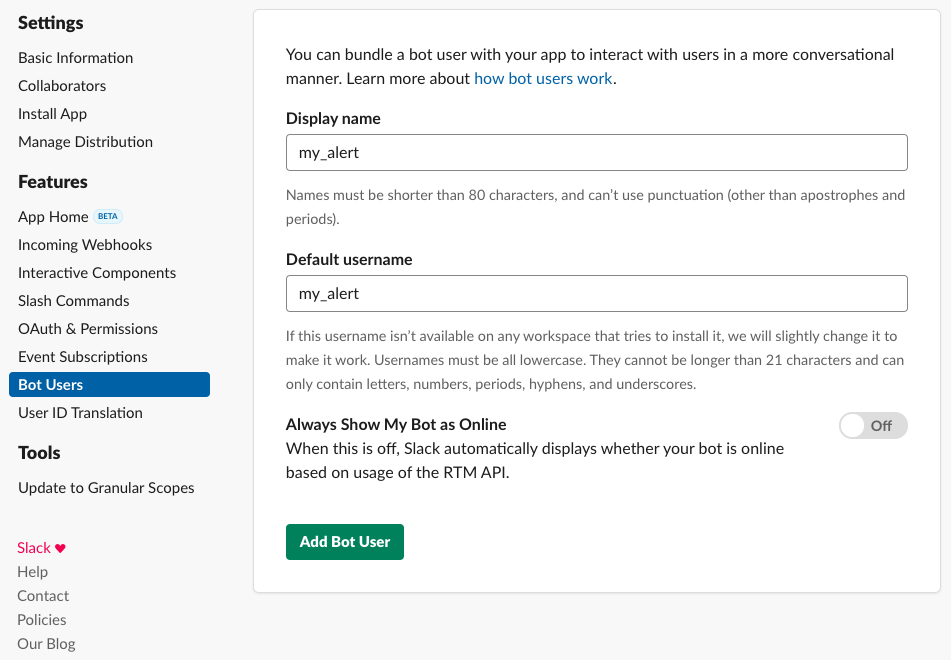 Settings
Basic Information
Collaborators
Install App
Manage Distribution
Features
App Home BETA
Incoming Webhooks
Interactive Components
Slash Commands
OAuth & Permissions
Event Subscriptions
Bot Users
User ID Translation
Tools
Update to Granular Scopes
Slack ♥
Help
Contact
Policies
Our Blog
You can bundle a bot user with your app to interact with users in a more conversational
manner. Learn more about how bot users work.
Display name
my_alert
Names must be shorter than 80 characters, and can’t use punctuation (other than apostrophes and
periods).
Default username
my_alert
If this username isn’t available on any workspace that tries to install it, we will slightly change it to
make it work. Usernames must be all lowercase. They cannot be longer than 21 characters and can
only contain letters, numbers, periods, hyphens, and underscores.
Always Show My Bot as Online
Off
When this is off, Slack automatically displays whether your bot is online
based on usage of the RTM API.
Add Bot User